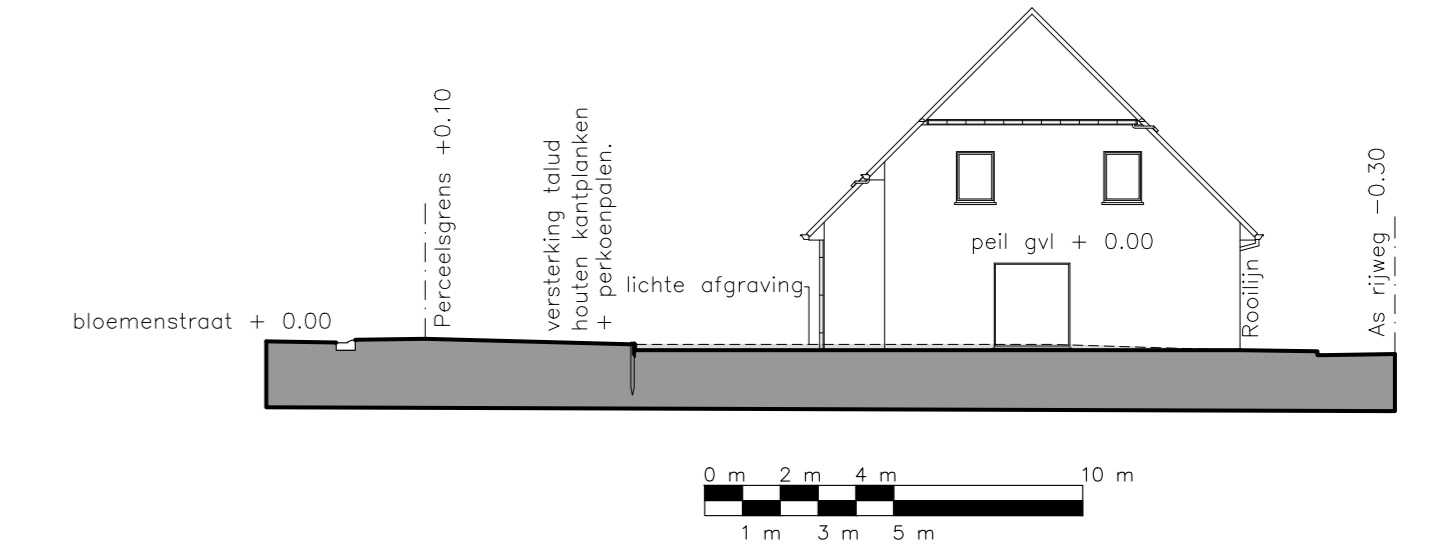 bloemenstraat + 0.00
Perceelsgrens +0.10
versterking talud
houten kantplanken
+ perkoenpalen.
lichte afgraving
peil gvl + 0.00
Rooilijn
As rijweg -0.30
0 m 2 m 4 m 10 m
1 m 3 m 5 m